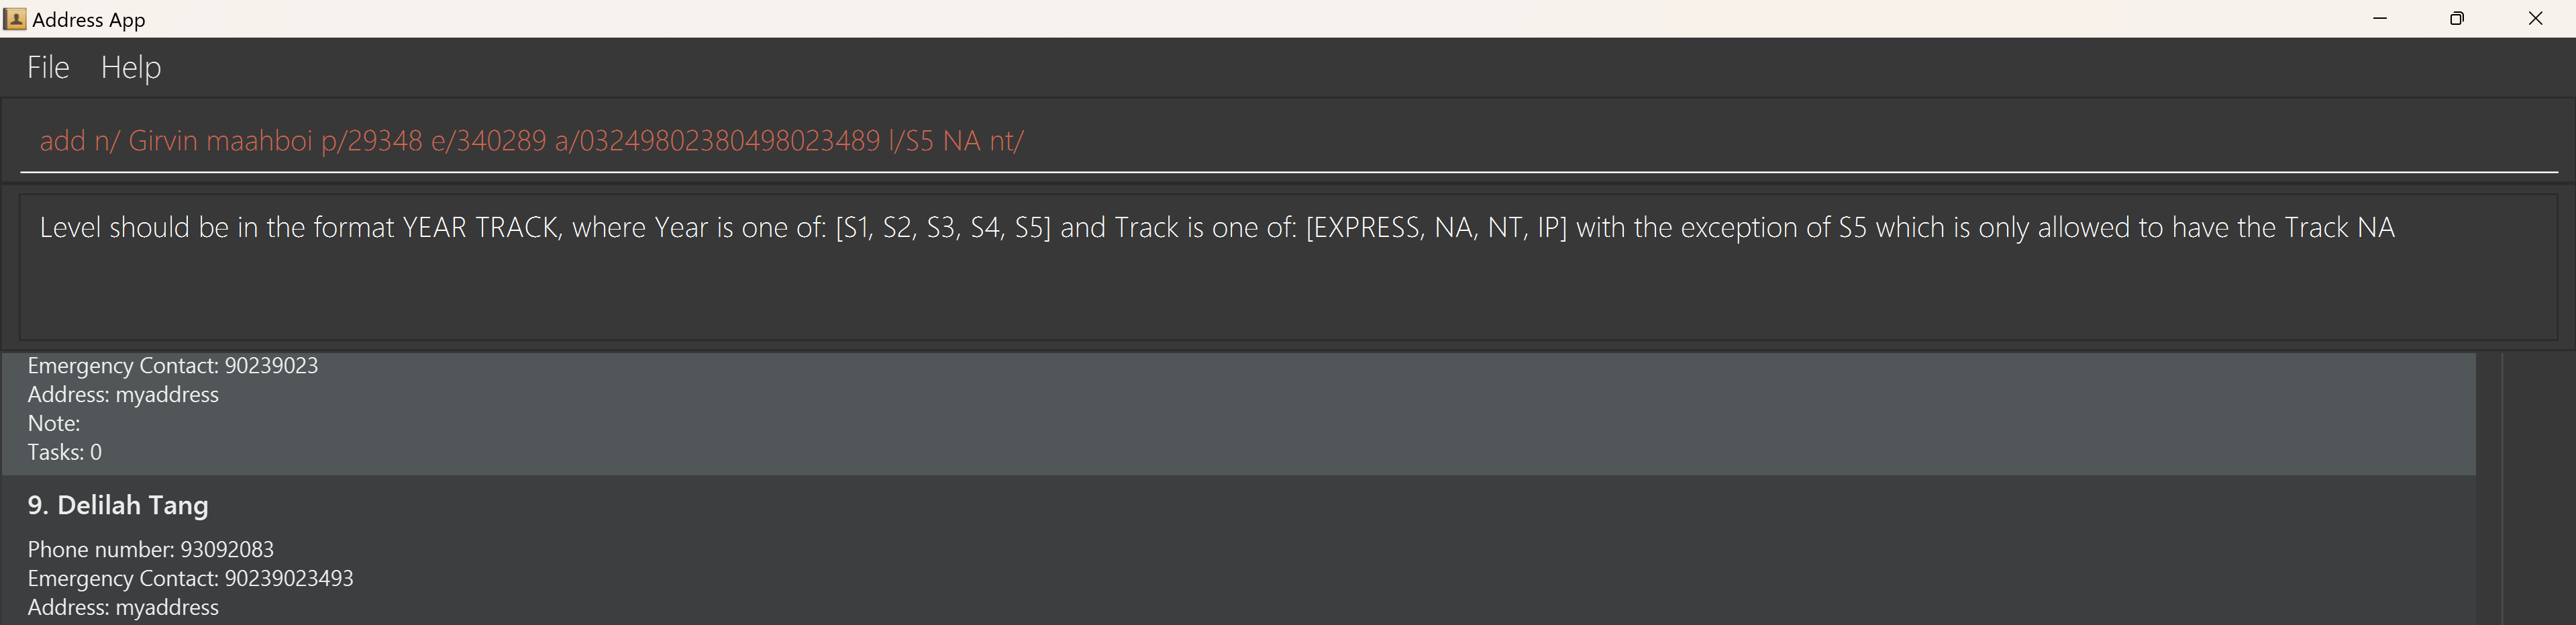 Address App
File Help
add n/ Girvin maahboi p/29348 e/340289 a/03249802380498023489 l/S5 NA nt/
Level should be in the format YEAR TRACK, where Year is one of: [S1, S2, S3, S4, S5] and Track is one of: [EXPRESS, NA, NT, IP] with the exception of S5 which is only allowed to have the Track NA
Emergency Contact: 90239023
Address: myaddress
Note:
Tasks: 0
9. Delilah Tang
Phone number: 93092083
Emergency Contact: 90239023493
Address: myaddress